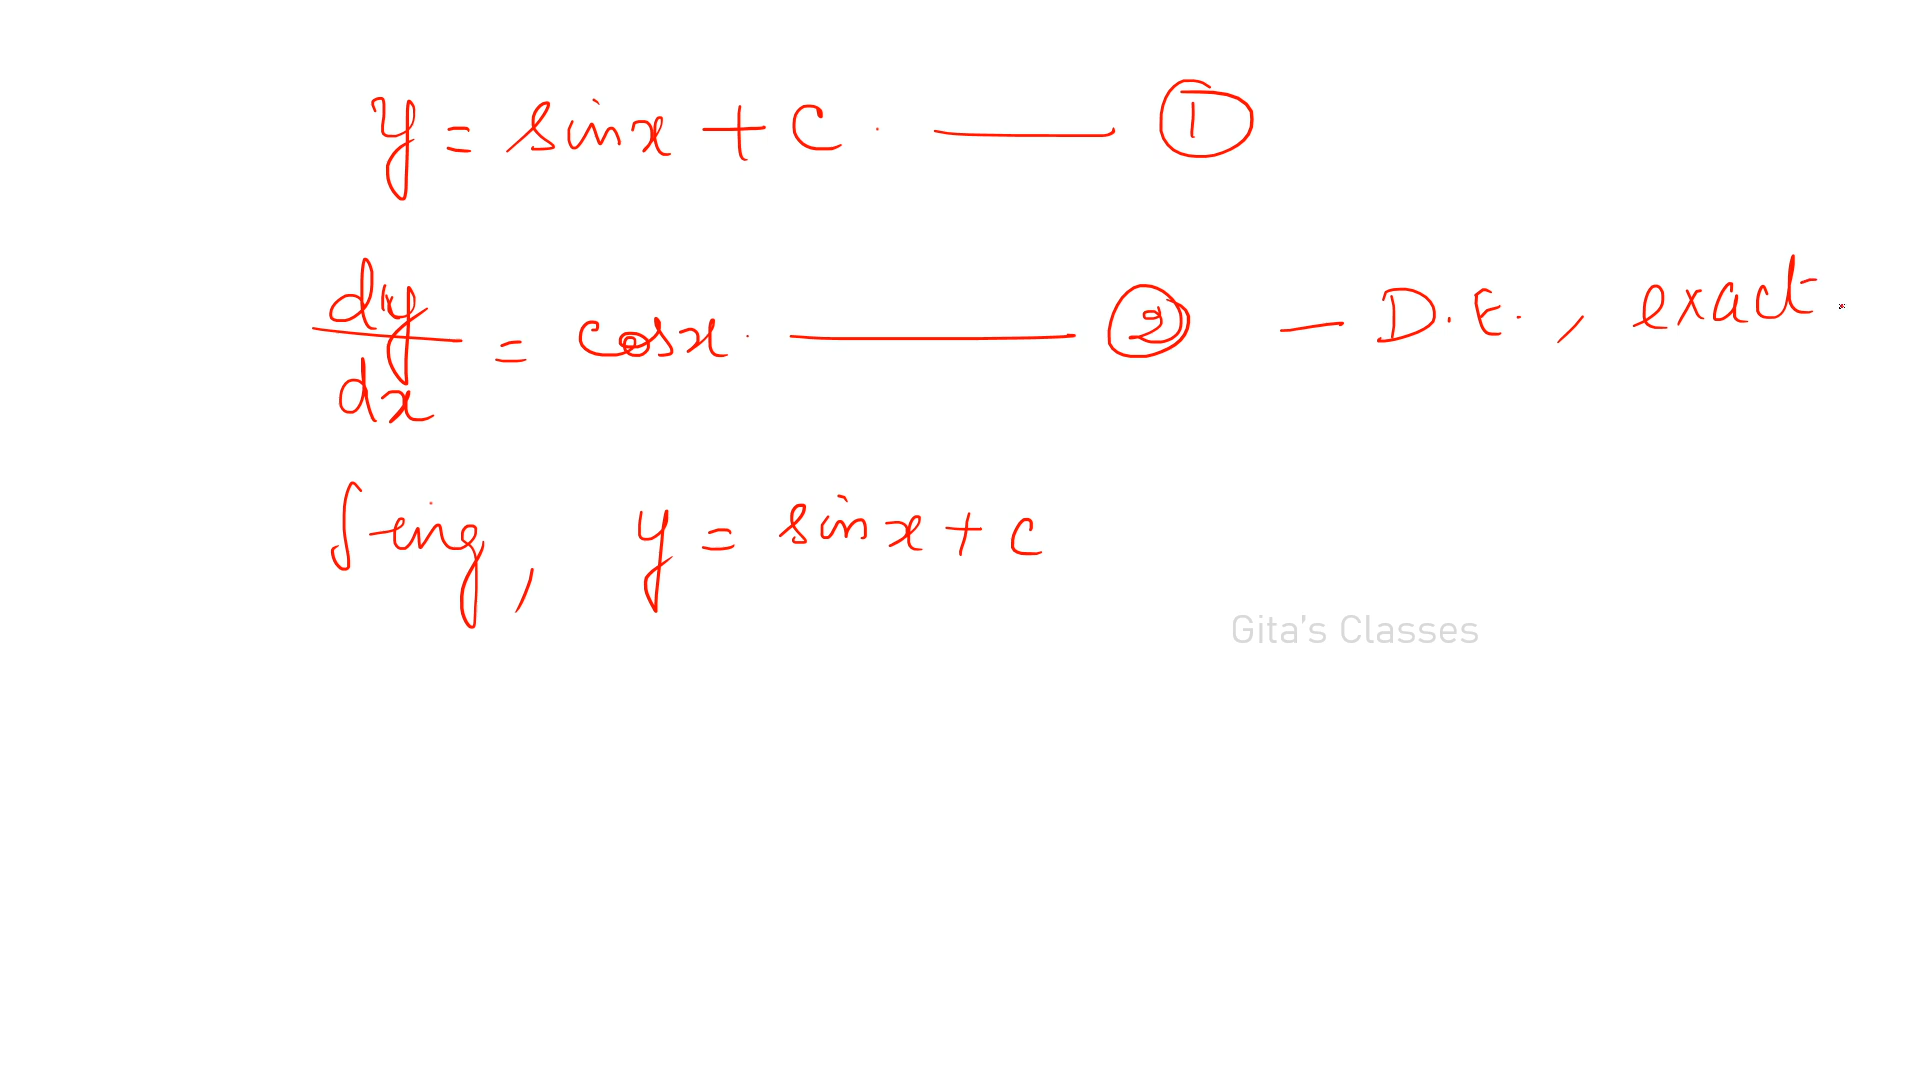 y = sinx + c. —— ①
dy/dx = cosx. —— ② — D.E., exact.
∫-ing, y = sinx + c
Gita's Classes